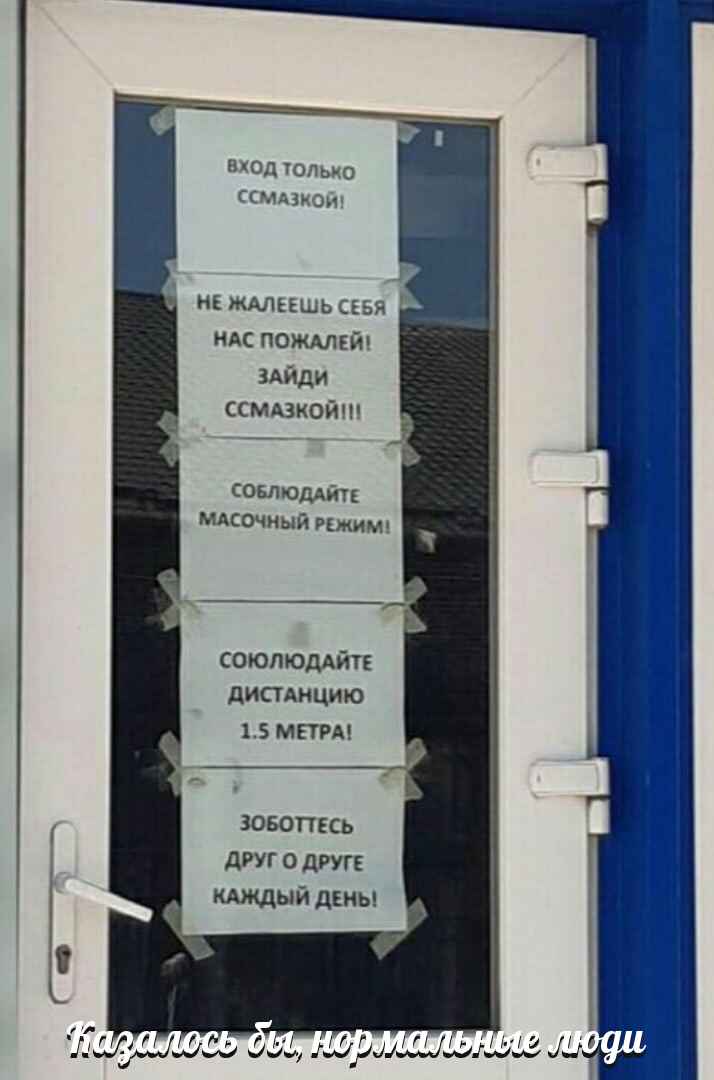 ВХОД ТОЛЬКО
ССМАЗКОЙ!
НЕ ЖАЛЕЕШЬ СЕБЯ
НАС ПОЖАЛЕЙ!
ЗАЙДИ
ССМАЗКОЙ!!!
СОБЛЮДАЙТЕ
МАСОЧНЫЙ РЕЖИМ!
СОЮЛЮДАЙТЕ
ДИСТАНЦИЮ
1.5 МЕТРА!
ЗОБОТТЕСЬ
ДРУГ О ДРУГЕ
КАЖДЫЙ ДЕНЬ!
Казалось бы, нормальные люди